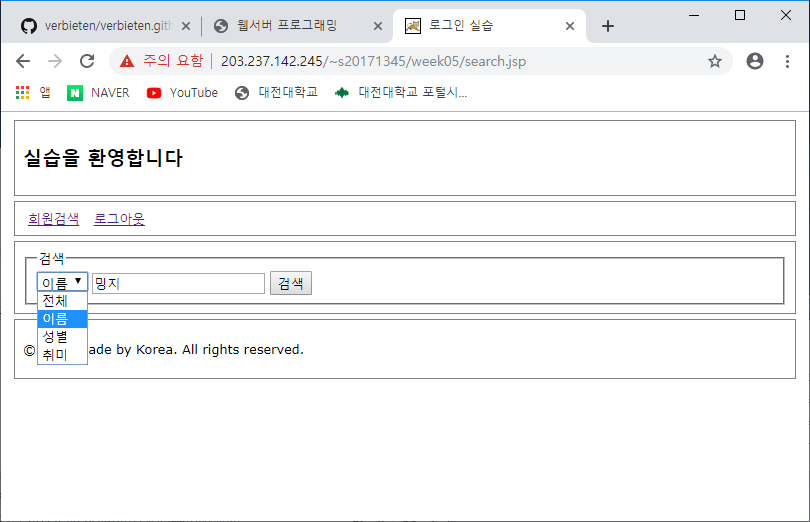 verbieten/verbieten.gith
웹서버 프로그래밍
로그인 실습
주의 요함
203.237.142.245/~s20171345/week05/search.jsp
앱
NAVER
YouTube
대전대학교
대전대학교 포털시...
실습을 환영합니다
회원검색 로그아웃
검색
이름 밍지 검색
전체
이름
성별
취미
© ade by Korea. All rights reserved.